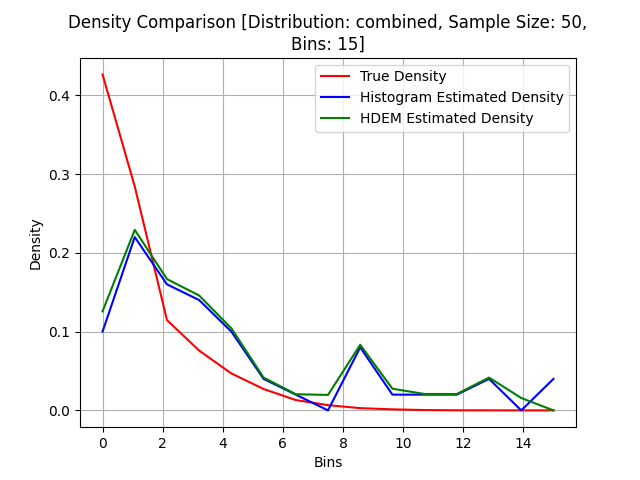 Density Comparison [Distribution: combined, Sample Size: 50,
Bins: 15]
True Density
Histogram Estimated Density
HDEM Estimated Density
Density
0.4
0.3
0.2
0.1
0.0
0 2 4 6 8 10 12 14
Bins